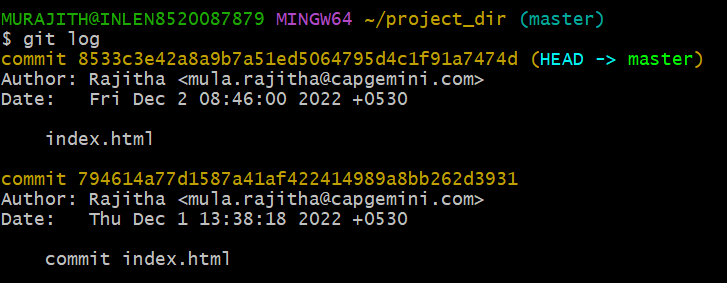 MURAJITH@INLEN8520087879 MINGW64 ~/project_dir (master)
$ git log
commit 8533c3e42a8a9b7a51ed5064795d4c1f91a7474d (HEAD -> master)
Author: Rajitha <mula.rajitha@capgemini.com>
Date:   Fri Dec 2 08:46:00 2022 +0530
    index.html
commit 794614a77d1587a41af422414989a8bb262d3931
Author: Rajitha <mula.rajitha@capgemini.com>
Date:   Thu Dec 1 13:38:18 2022 +0530
    commit index.html